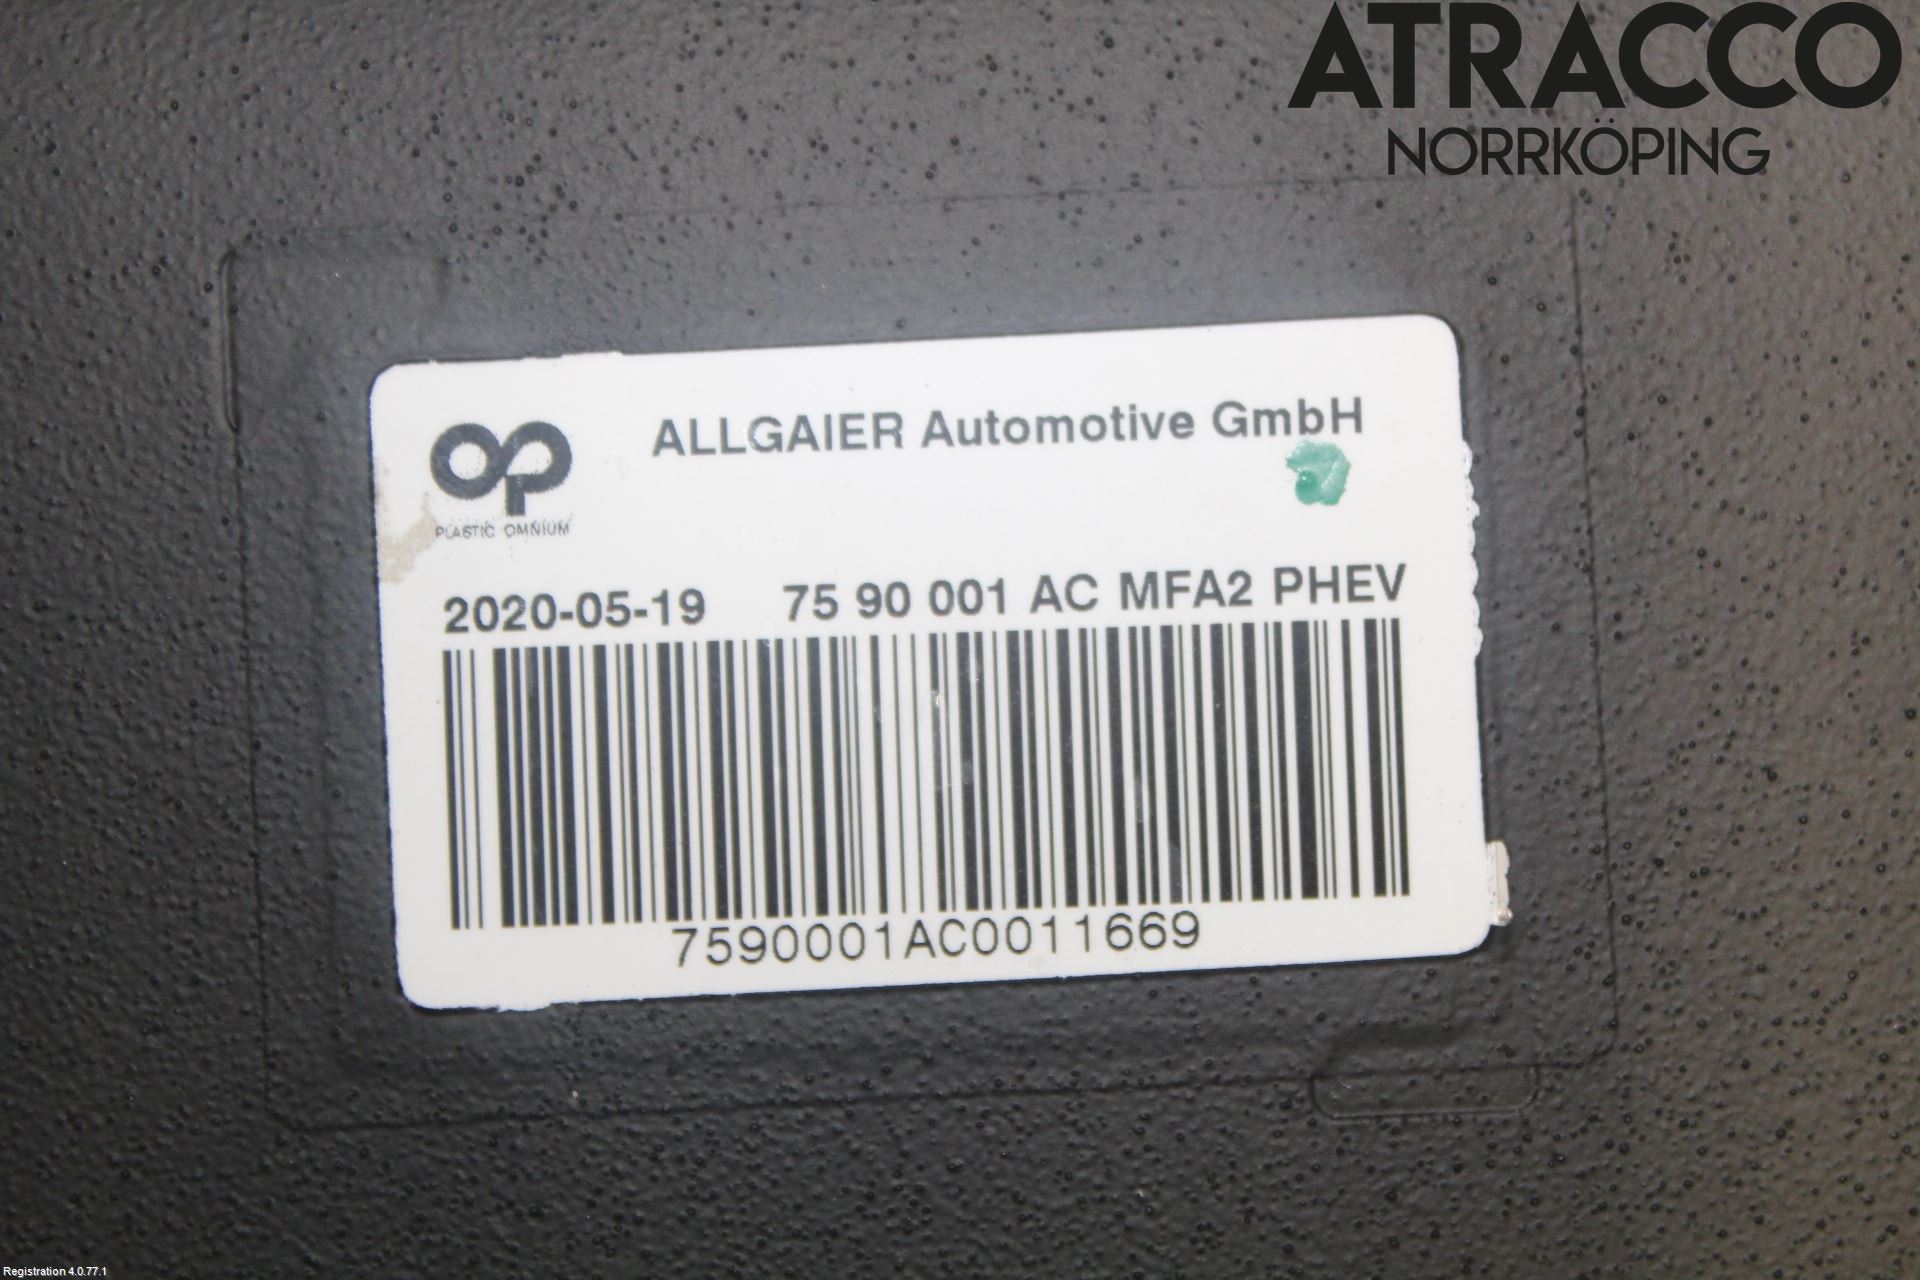 ATRACCO
NORRKÖPING
OP
PLASTIC OMNIUM
ALLGAIER Automotive GmbH
2020-05-19 75 90 001 AC MFA2 PHEV
7590001AC0011669
Registration 4.0.77.1